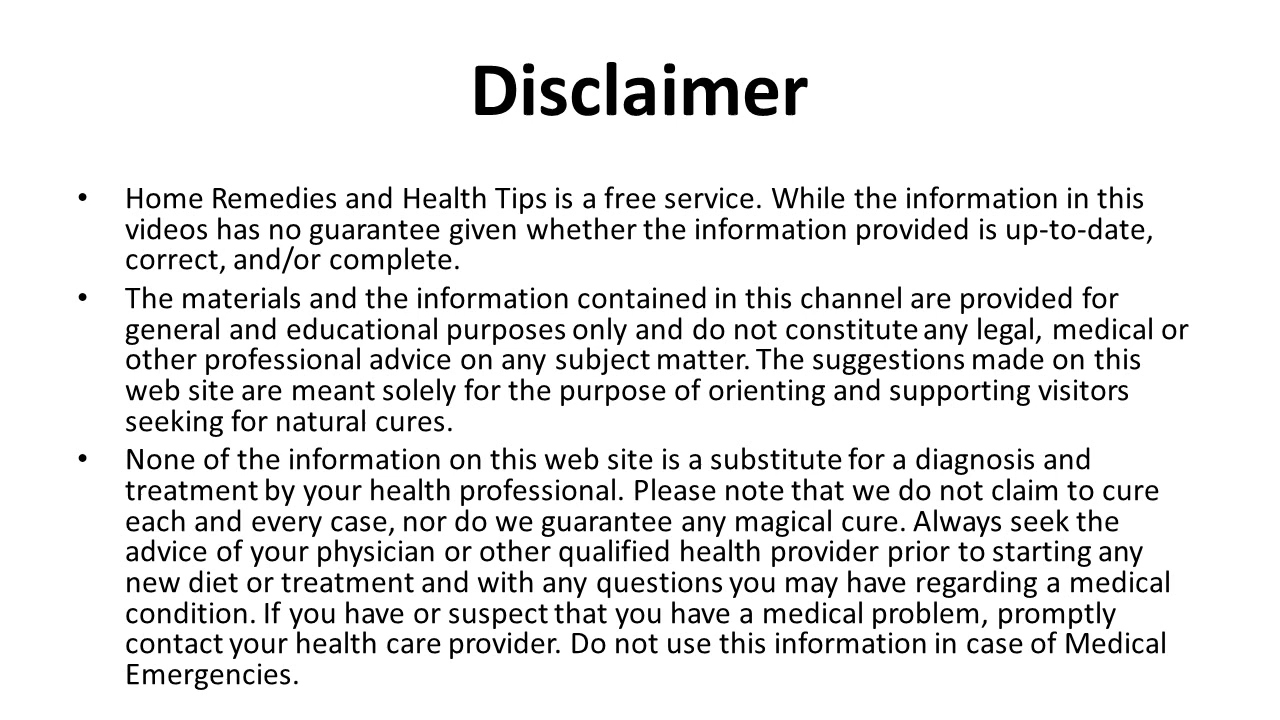 Disclaimer
• Home Remedies and Health Tips is a free service. While the information in this
videos has no guarantee given whether the information provided is up-to-date,
correct, and/or complete.
• The materials and the information contained in this channel are provided for
general and educational purposes only and do not constitute any legal, medical or
other professional advice on any subject matter. The suggestions made on this
web site are meant solely for the purpose of orienting and supporting visitors
seeking for natural cures.
• None of the information on this web site is a substitute for a diagnosis and
treatment by your health professional. Please note that we do not claim to cure
each and every case, nor do we guarantee any magical cure. Always seek the
advice of your physician or other qualified health provider prior to starting any
new diet or treatment and with any questions you may have regarding a medical
condition. If you have or suspect that you have a medical problem, promptly
contact your health care provider. Do not use this information in case of Medical
Emergencies.